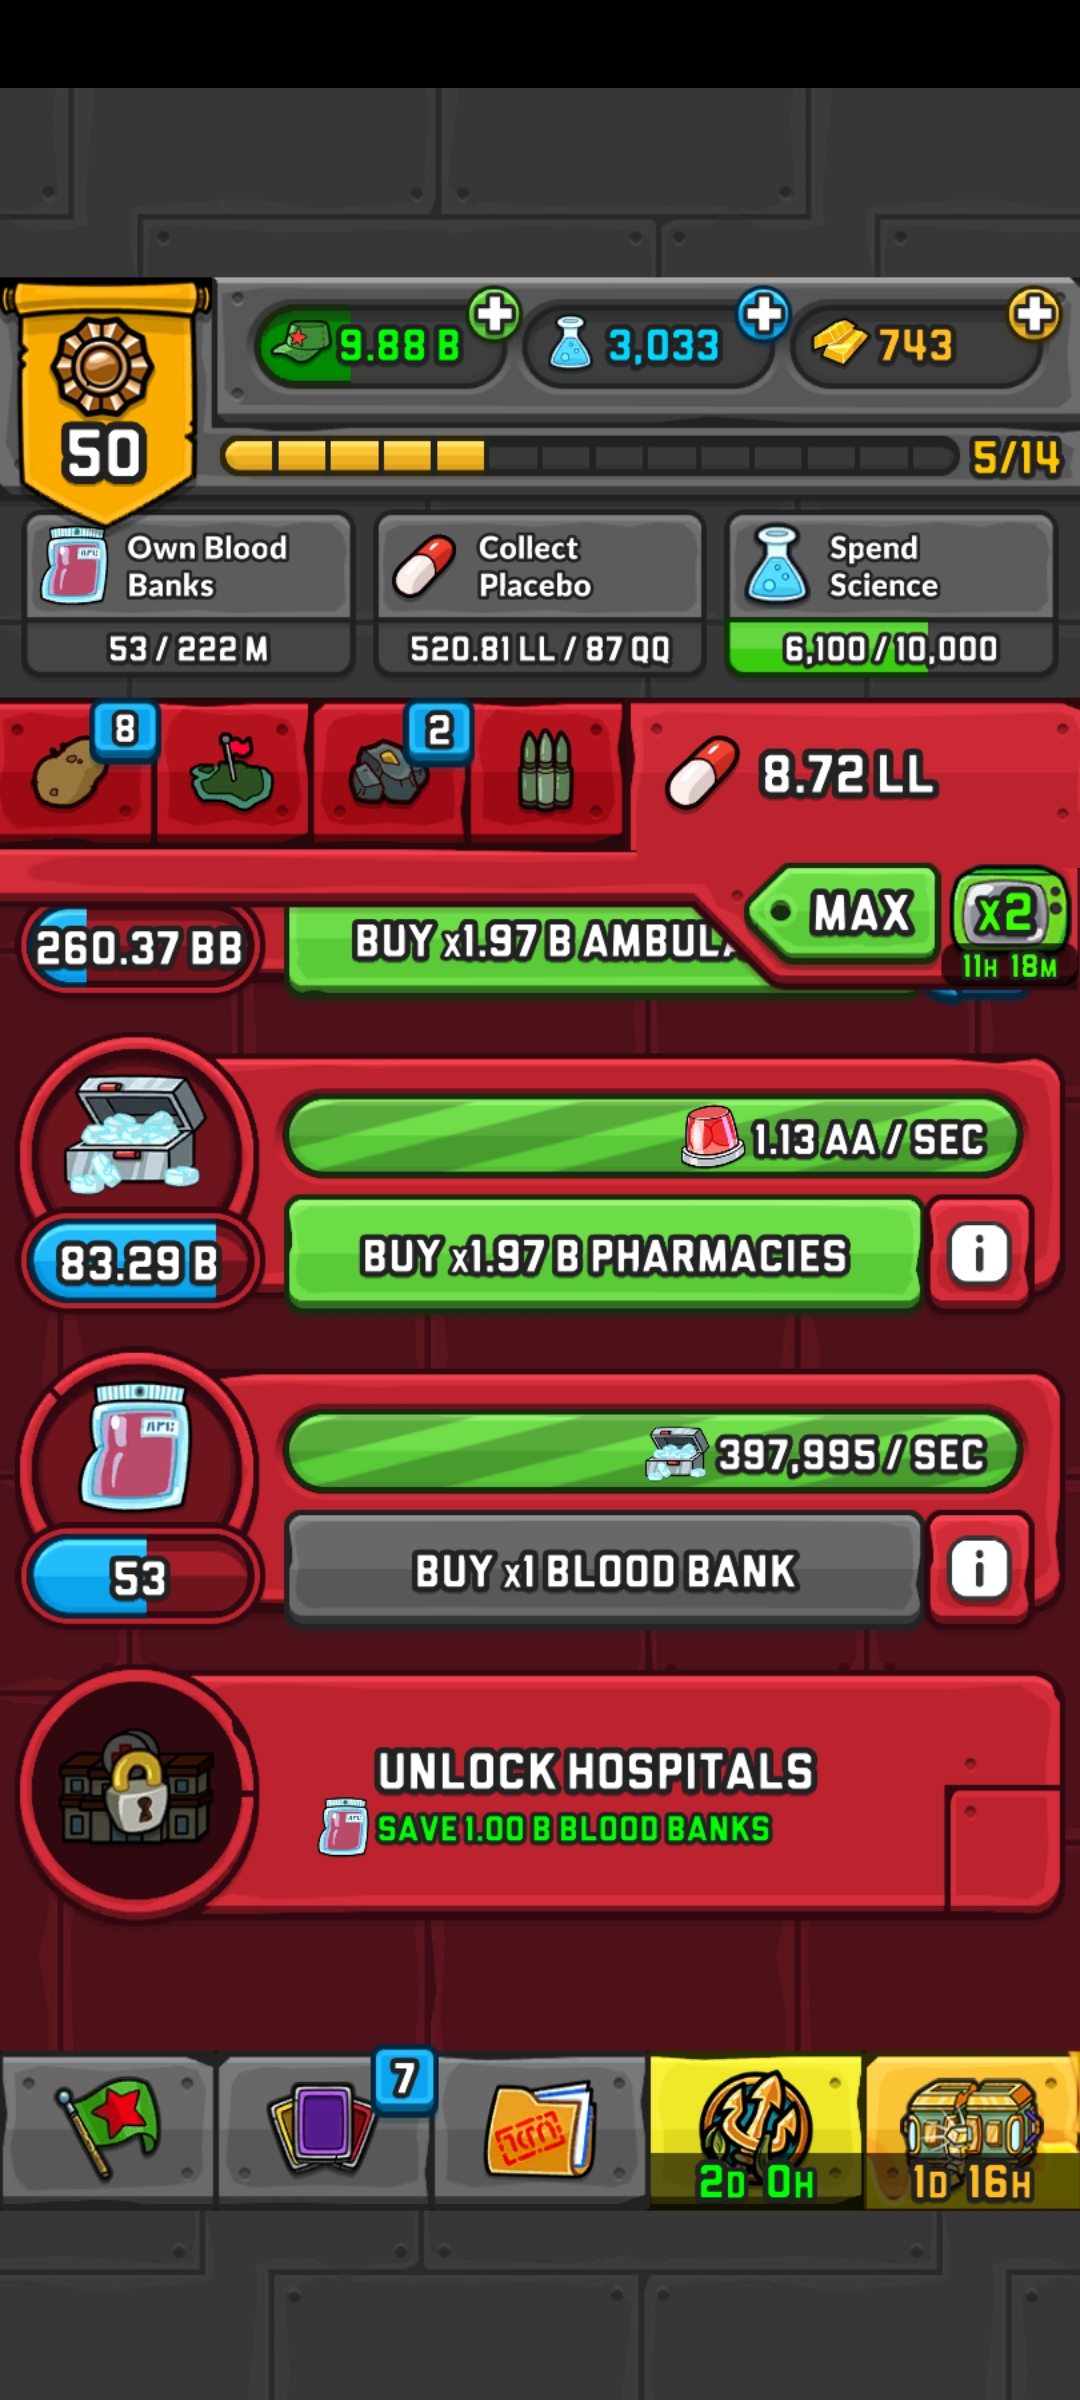 9.88 B
3,033
743
50
5/14
Own Blood
Banks
53 / 222 M
Collect
Placebo
520.81 LL / 87 QQ
Spend
Science
6,100 / 10,000
8
2
8.72 LL
MAX
x2
11H 18M
260.37 BB
BUY x1.97 B
1.13 AA / SEC
83.29 B
BUY x1.97 B PHARMACIES
i
397,995 / SEC
53
BUY x1 BLOOD BANK
i
UNLOCK HOSPITALS
SAVE 1.00 B BLOOD BANKS
7
2D 0H
1D 16H